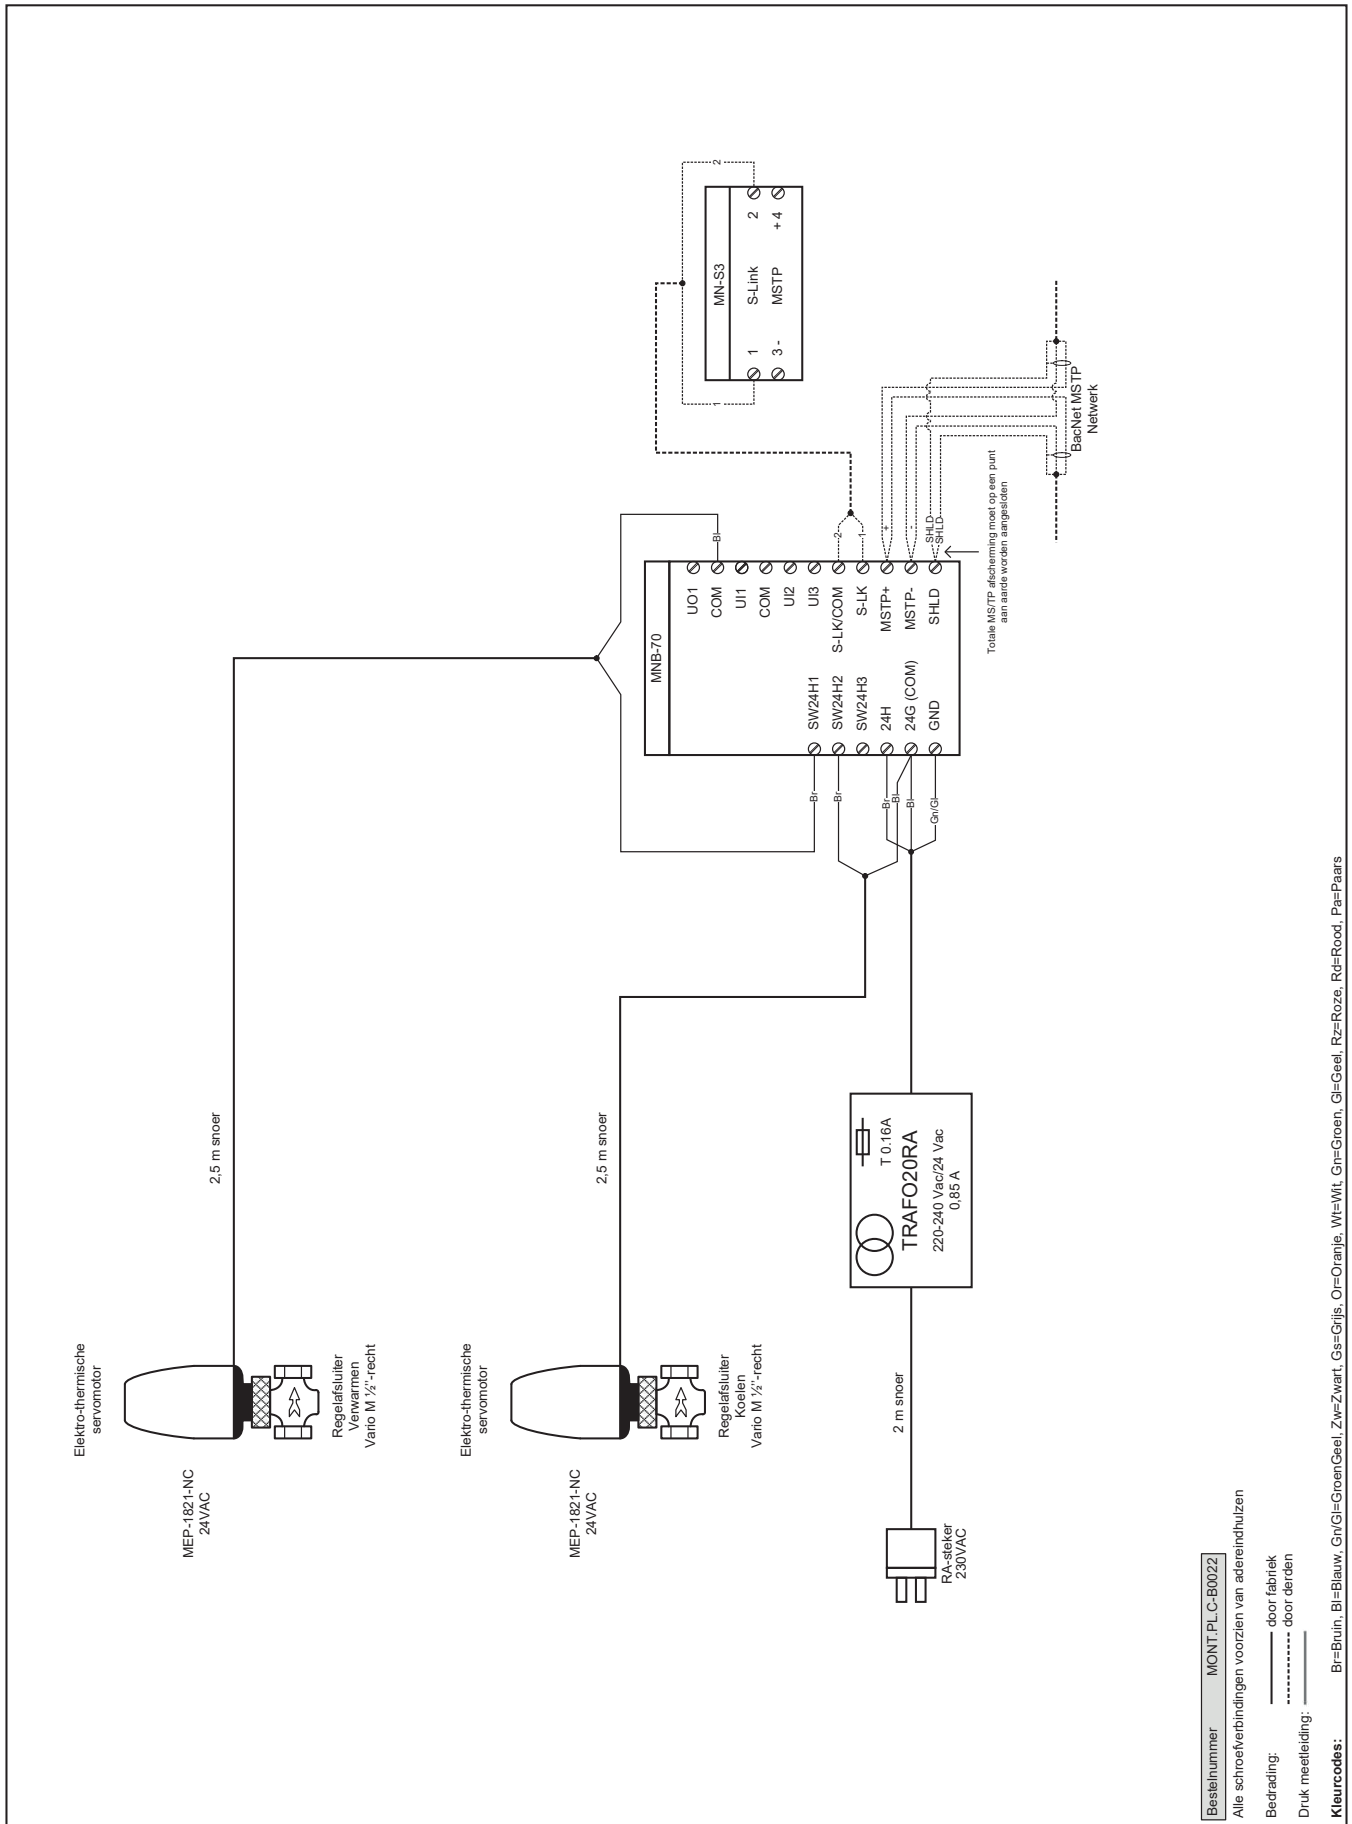 Elektro-thermische
servomotor
MEP-1821-NC
24VAC
Regelafsluiter
Verwarmen
Vario M ½"-recht
2,5 m snoer
Elektro-thermische
servomotor
MEP-1821-NC
24VAC
Regelafsluiter
Koelen
Vario M ½"-recht
2,5 m snoer
RA-steker
230VAC
2 m snoer
T 0.16A
TRAFO20RA
220-240 Vac/24 Vac
0,85 A
MNB-70
SW24H1
SW24H2
SW24H3
24H
24G (COM)
GND
UO1
COM
UI1
COM
UI2
UI3
S-LK/COM
S-LK
MSTP+
MSTP-
SHLD
Br
Br
Br
Bl
Bl
Gn/Gl
Bl
2
1
+
-
SHLD
SHLD
Totale MS/TP afscherming moet op een punt
aan aarde worden aangesloten
MN-S3
1 S-Link 2
3 - MSTP + 4
1
2
BacNet MSTP
Netwerk
Bestelnummer MONT.PL.C-B0022
Alle schroefverbindingen voorzien van adereindhulzen
Bedrading: door fabriek
door derden
Druk meetleiding:
Kleurcodes: Br=Bruin, Bl=Blauw, Gn/Gl=GroenGeel, Zw=Zwart, Gs=Grijs, Or=Oranje, Wt=Wit, Gn=Groen, Gl=Geel, Rz=Roze, Rd=Rood, Pa=Paars